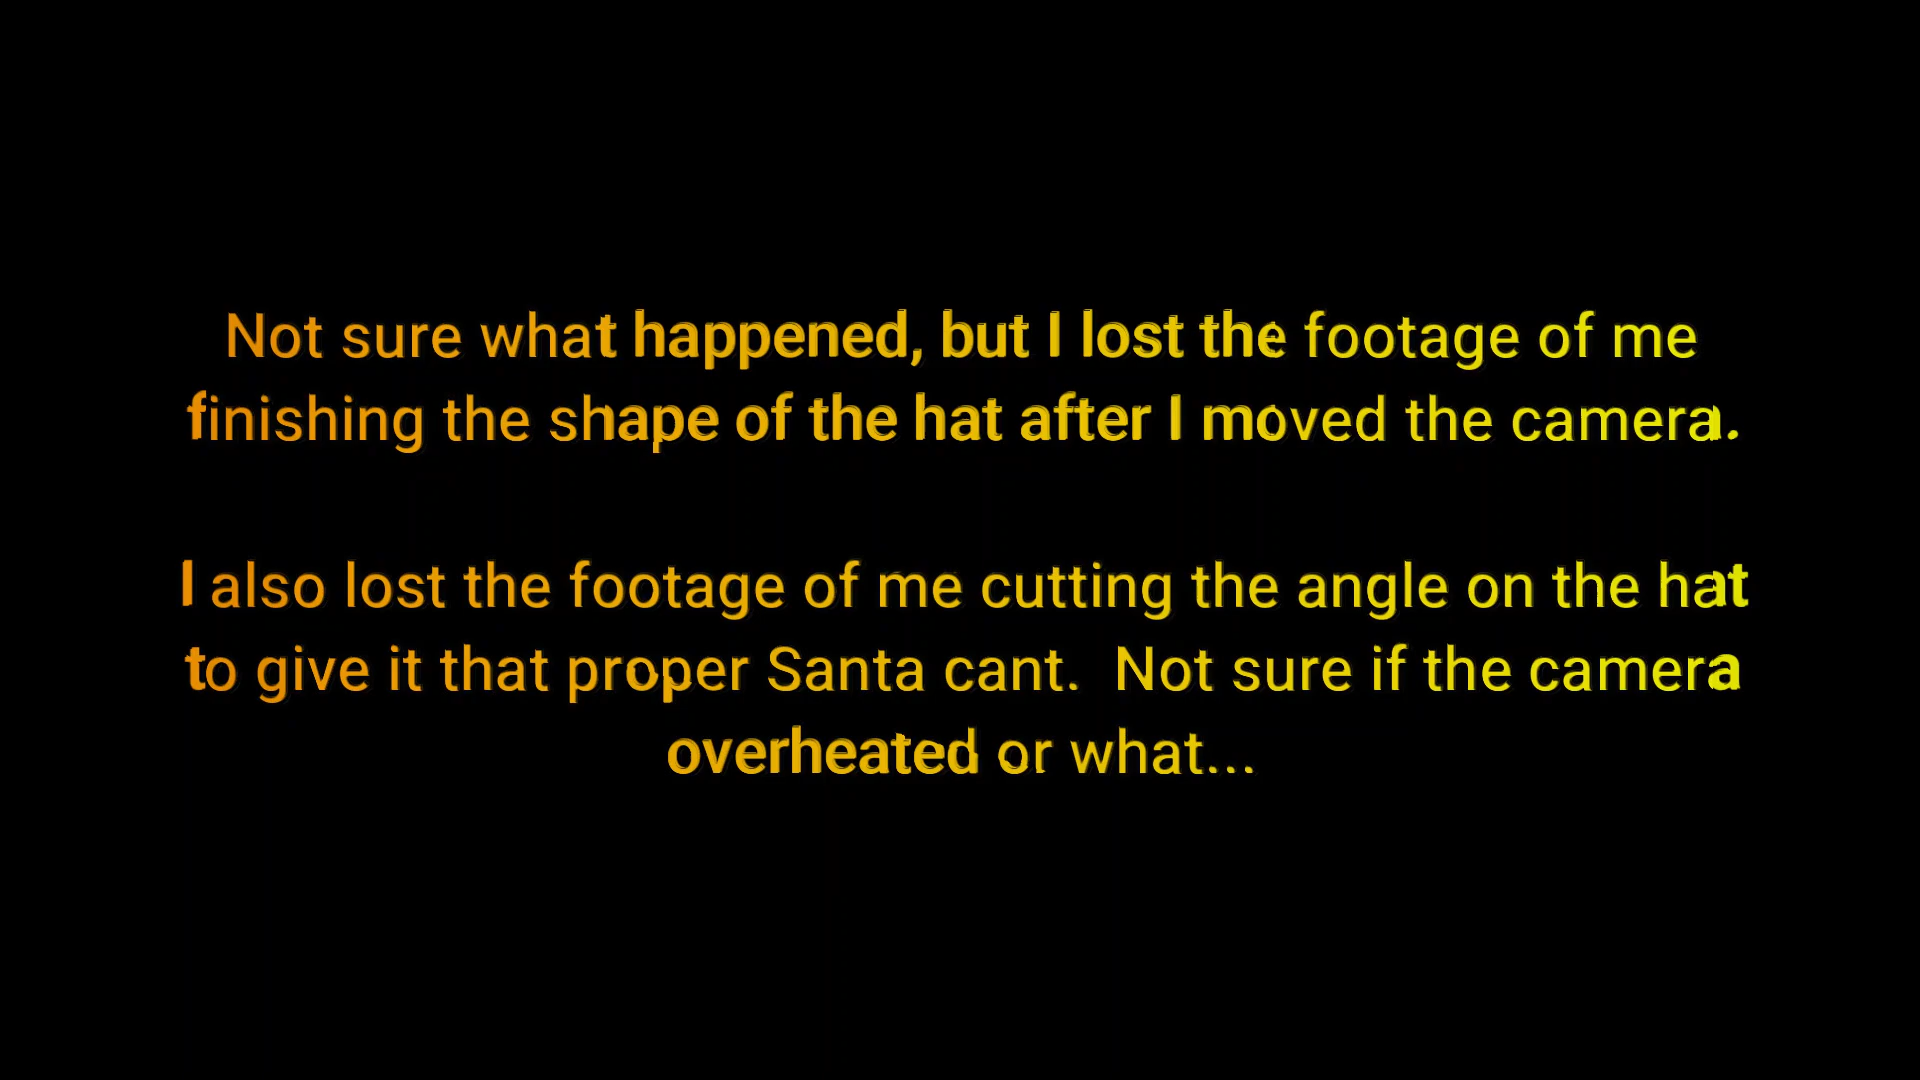 Not sure what happened, but I lost the footage of me
finishing the shape of the hat after I moved the camera.
I also lost the footage of me cutting the angle on the hat
to give it that proper Santa cant.  Not sure if the camera
overheated or what...